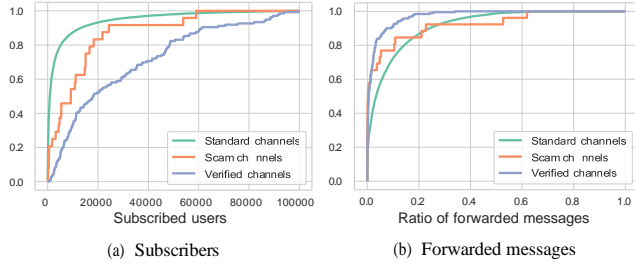 1.0
0.8
0.6
0.4
0.2
0.0
Standard channels
Scam ch nnels
Verified channels
0 20000 40000 60000 80000 100000
Subscribed users
(a) Subscribers
1.0
0.8
0.6
0.4
0.2
0.0
Standard channels
Scam ch nnels
Verified channels
0.0 0.2 0.4 0.6 0.8 1.0
Ratio of forwarded messages
(b) Forwarded messages